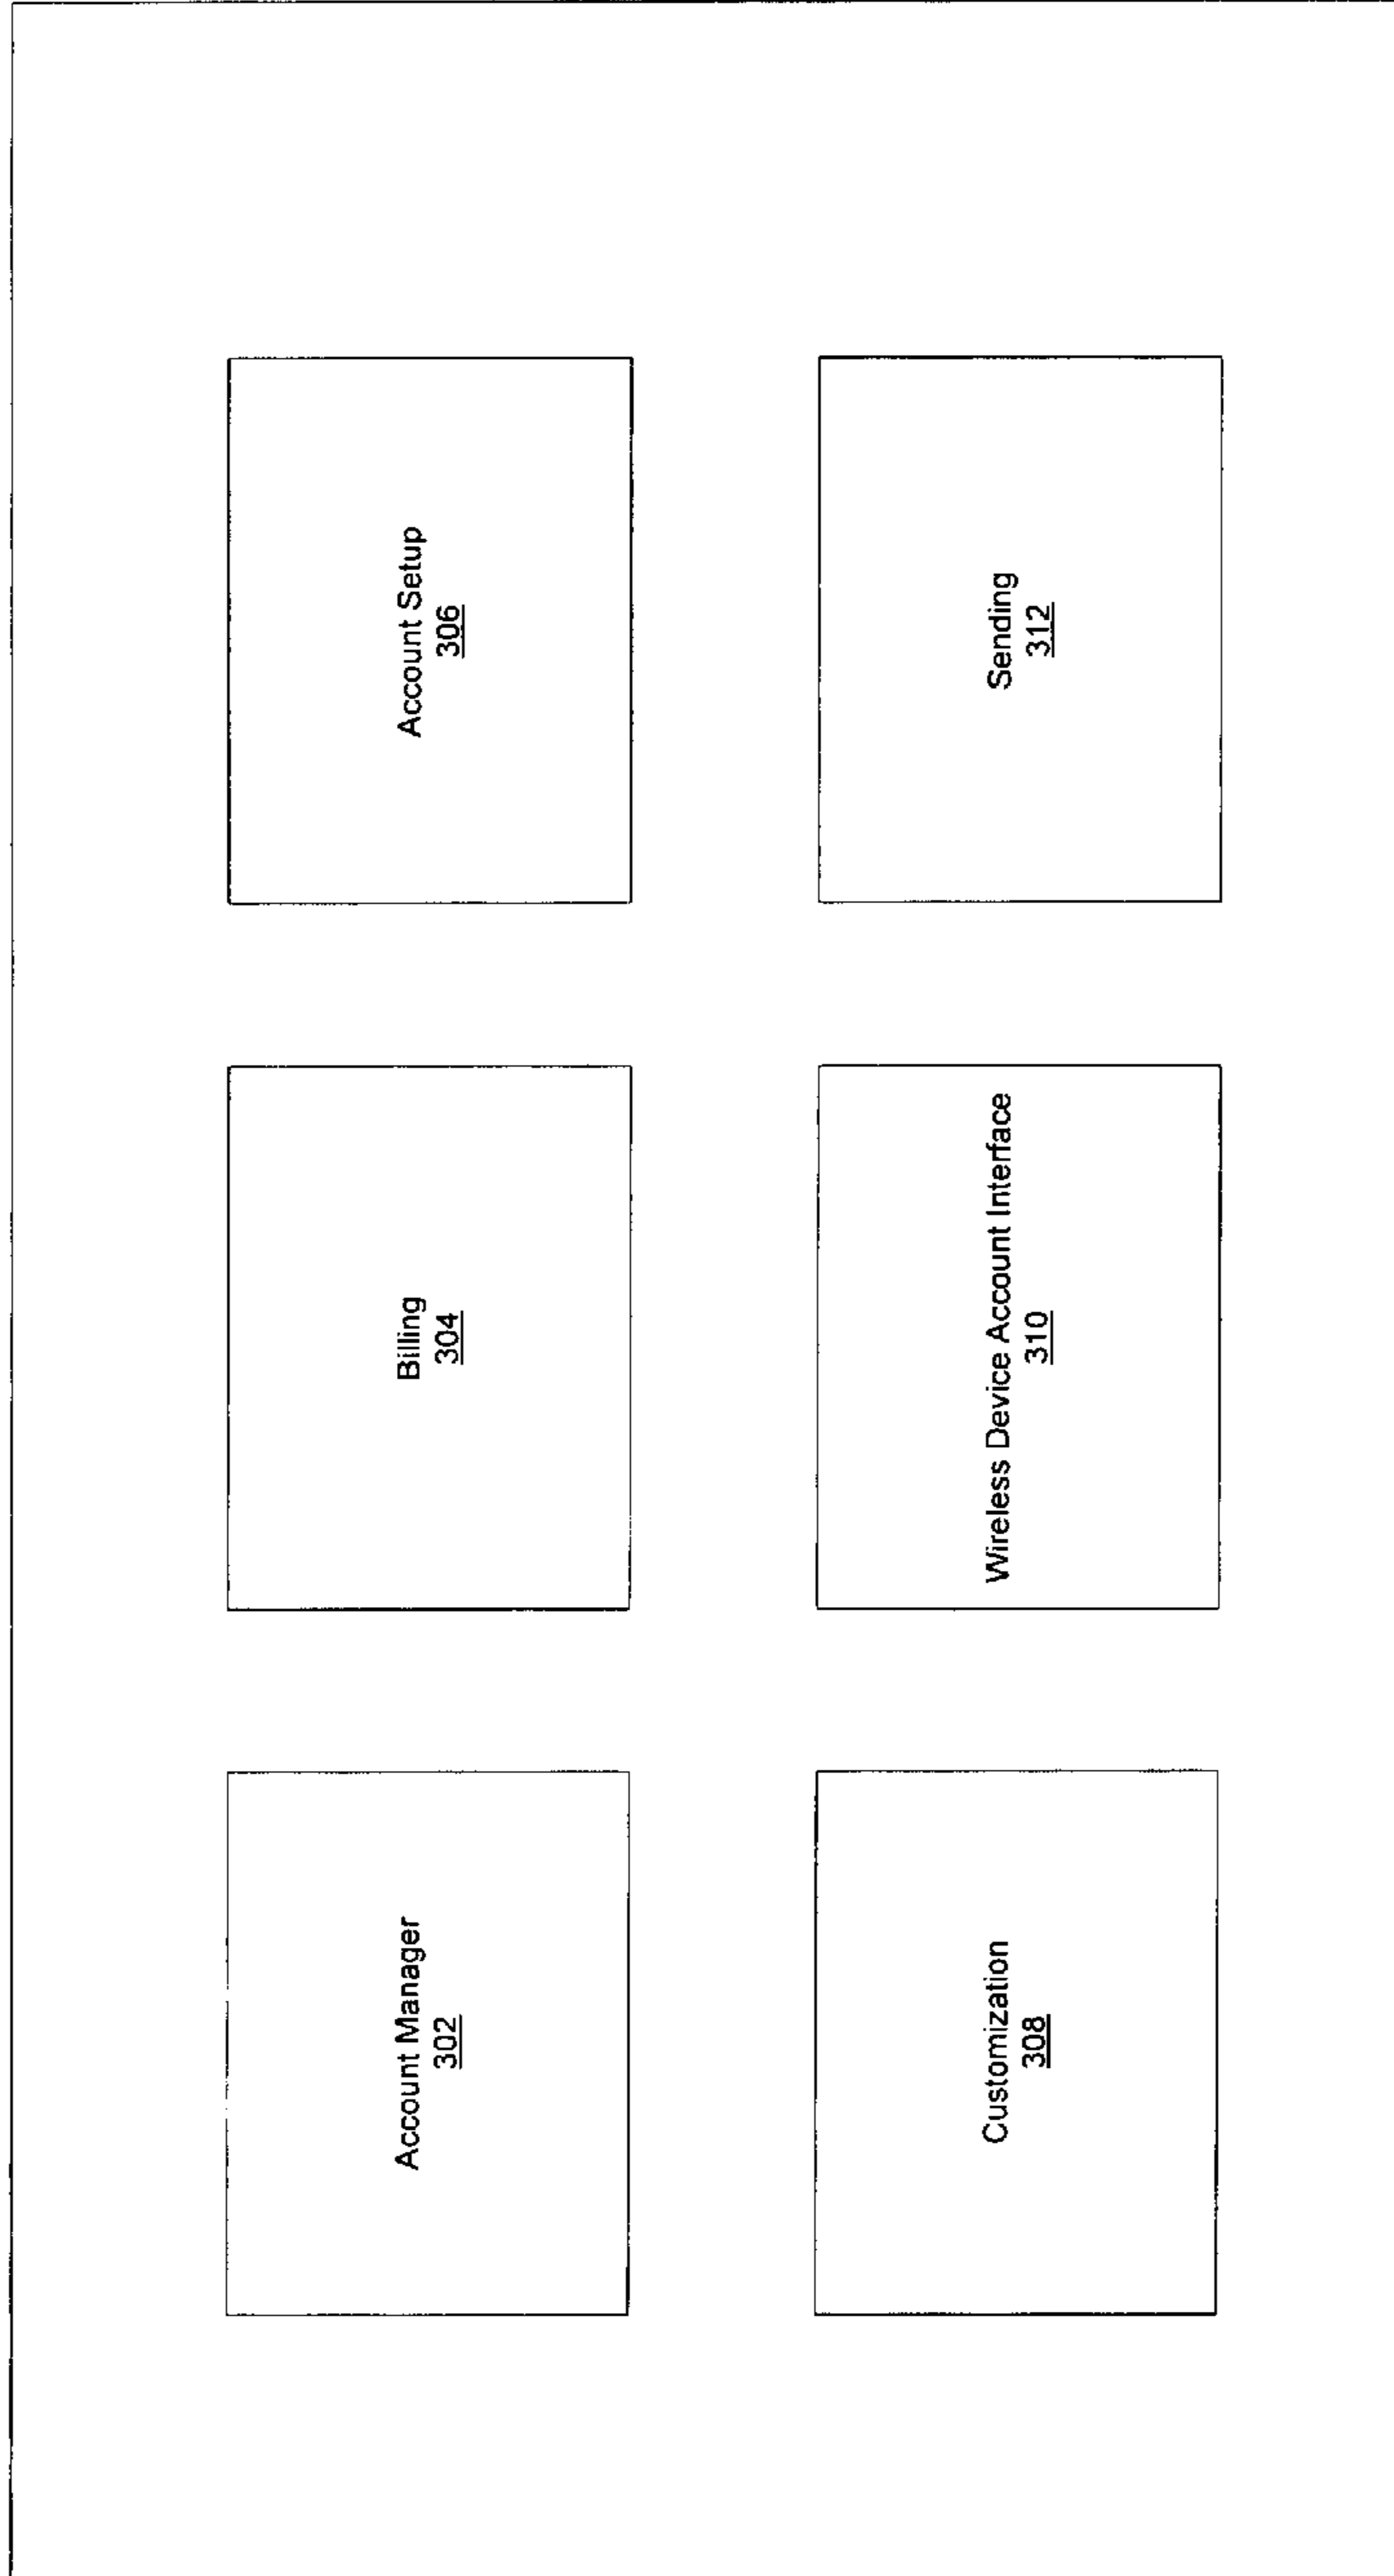 Account Manager
302
Billing
304
Account Setup
306
Customization
308
Wireless Device Account Interface
310
Sending
312